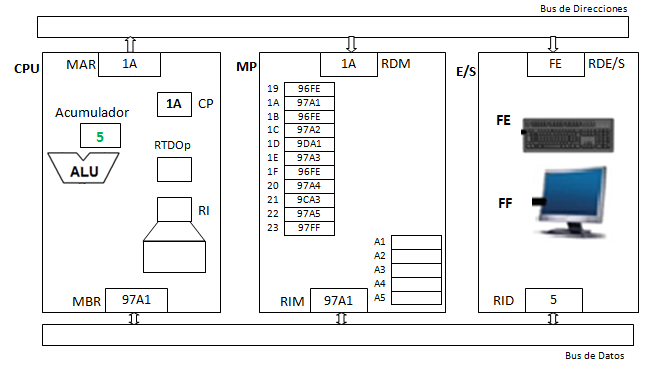 Bus de Direcciones
CPU
MAR
1A
1A
CP
Acumulador
5
ALU
RTDOp
RI
MBR
97A1
MP
1A
RDM
19 96FE
1A 97A1
1B 96FE
1C 97A2
1D 9DA1
1E 97A3
1F 96FE
20 97A4
21 9CA3
22 97A5
23 97FF
A1
A2
A3
A4
A5
RIM
97A1
E/S
FE
RDE/S
FE
FF
RID
5
Bus de Datos